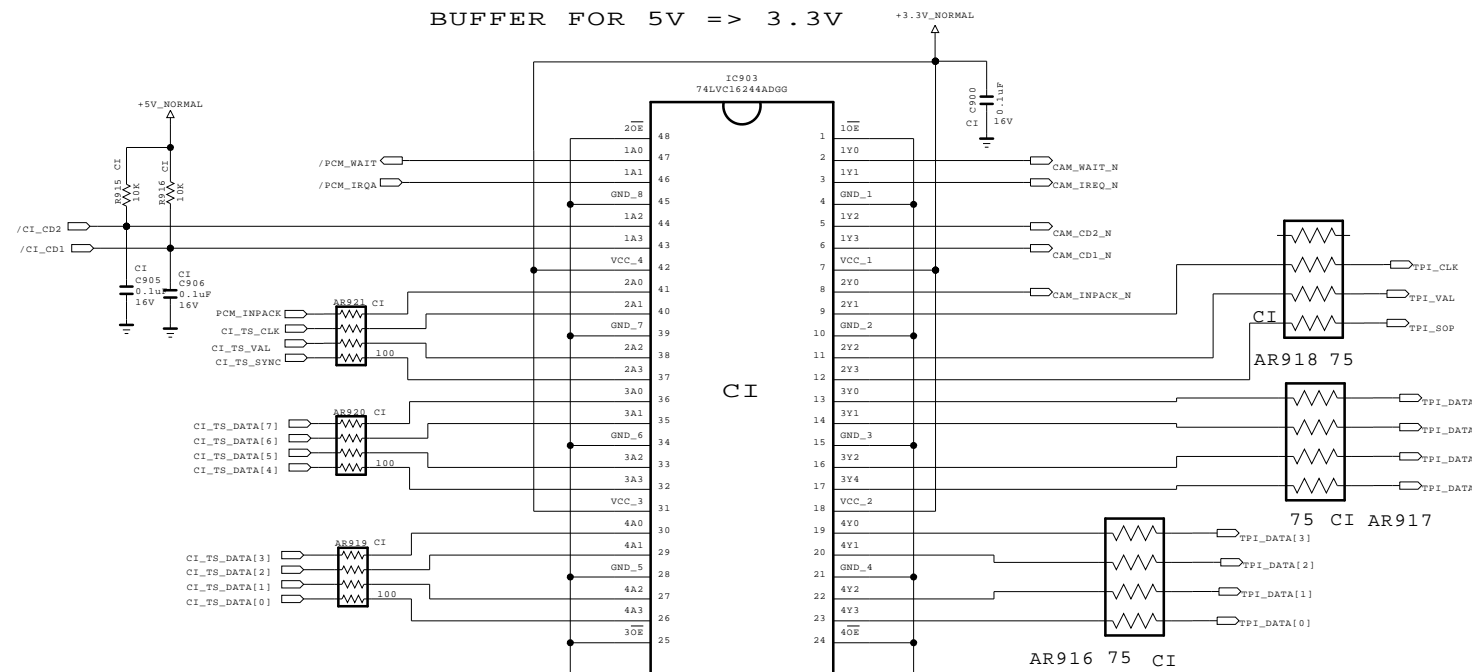 BUFFER FOR 5V => 3.3V
+3.3V_NORMAL
IC903
74LVC16244ADGG
C900
0.1uF
CI
16V
+5V_NORMAL
R915
CI
10K
R916
CI
10K
/CI_CD2
/CI_CD1
CI
C905
0.1uF
16V
CI
C906
0.1uF
16V
/PCM_WAIT
/PCM_IRQA
AR921 CI
PCM_INPACK
CI_TS_CLK
CI_TS_VAL
CI_TS_SYNC
100
AR920 CI
CI_TS_DATA[7]
CI_TS_DATA[6]
CI_TS_DATA[5]
CI_TS_DATA[4]
100
AR919 CI
CI_TS_DATA[3]
CI_TS_DATA[2]
CI_TS_DATA[1]
CI_TS_DATA[0]
100
2OE 48
1A0 47
1A1 46
GND_8 45
1A2 44
1A3 43
VCC_4 42
2A0 41
2A1 40
GND_7 39
2A2 38
2A3 37
3A0 36
3A1 35
GND_6 34
3A2 33
3A3 32
VCC_3 31
4A0 30
4A1 29
GND_5 28
4A2 27
4A3 26
3OE 25
CI
1 1OE
2 1Y0
3 1Y1
4 GND_1
5 1Y2
6 1Y3
7 VCC_1
8 2Y0
9 2Y1
10 GND_2
11 2Y2
12 2Y3
13 3Y0
14 3Y1
15 GND_3
16 3Y2
17 3Y4
18 VCC_2
19 4Y0
20 4Y1
21 GND_4
22 4Y2
23 4Y3
24 4OE
CAM_WAIT_N
CAM_IREQ_N
CAM_CD2_N
CAM_CD1_N
CAM_INPACK_N
TPI_CLK
TPI_VAL
TPI_SOP
CI
AR918 75
TPI_DATA
TPI_DATA
TPI_DATA
TPI_DATA
75 CI AR917
TPI_DATA[3]
TPI_DATA[2]
TPI_DATA[1]
TPI_DATA[0]
AR916 75 CI